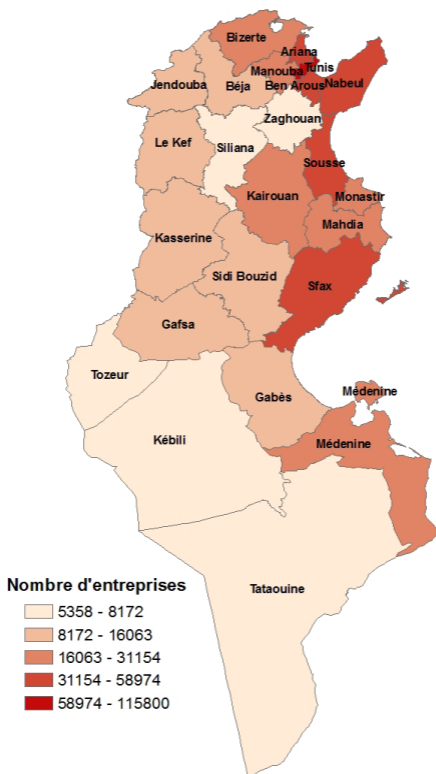 Bizerte
Ariana
Tunis
Manouba
Ben Arous
Nabeul
Jendouba
Béja
Zaghouan
Le Kef
Siliana
Sousse
Kairouan
Monastir
Mahdia
Kasserine
Sidi Bouzid
Sfax
Gafsa
Tozeur
Gabès
Médenine
Kébili
Médenine
Tataouine
Nombre d'entreprises
5358 - 8172
8172 - 16063
16063 - 31154
31154 - 58974
58974 - 115800